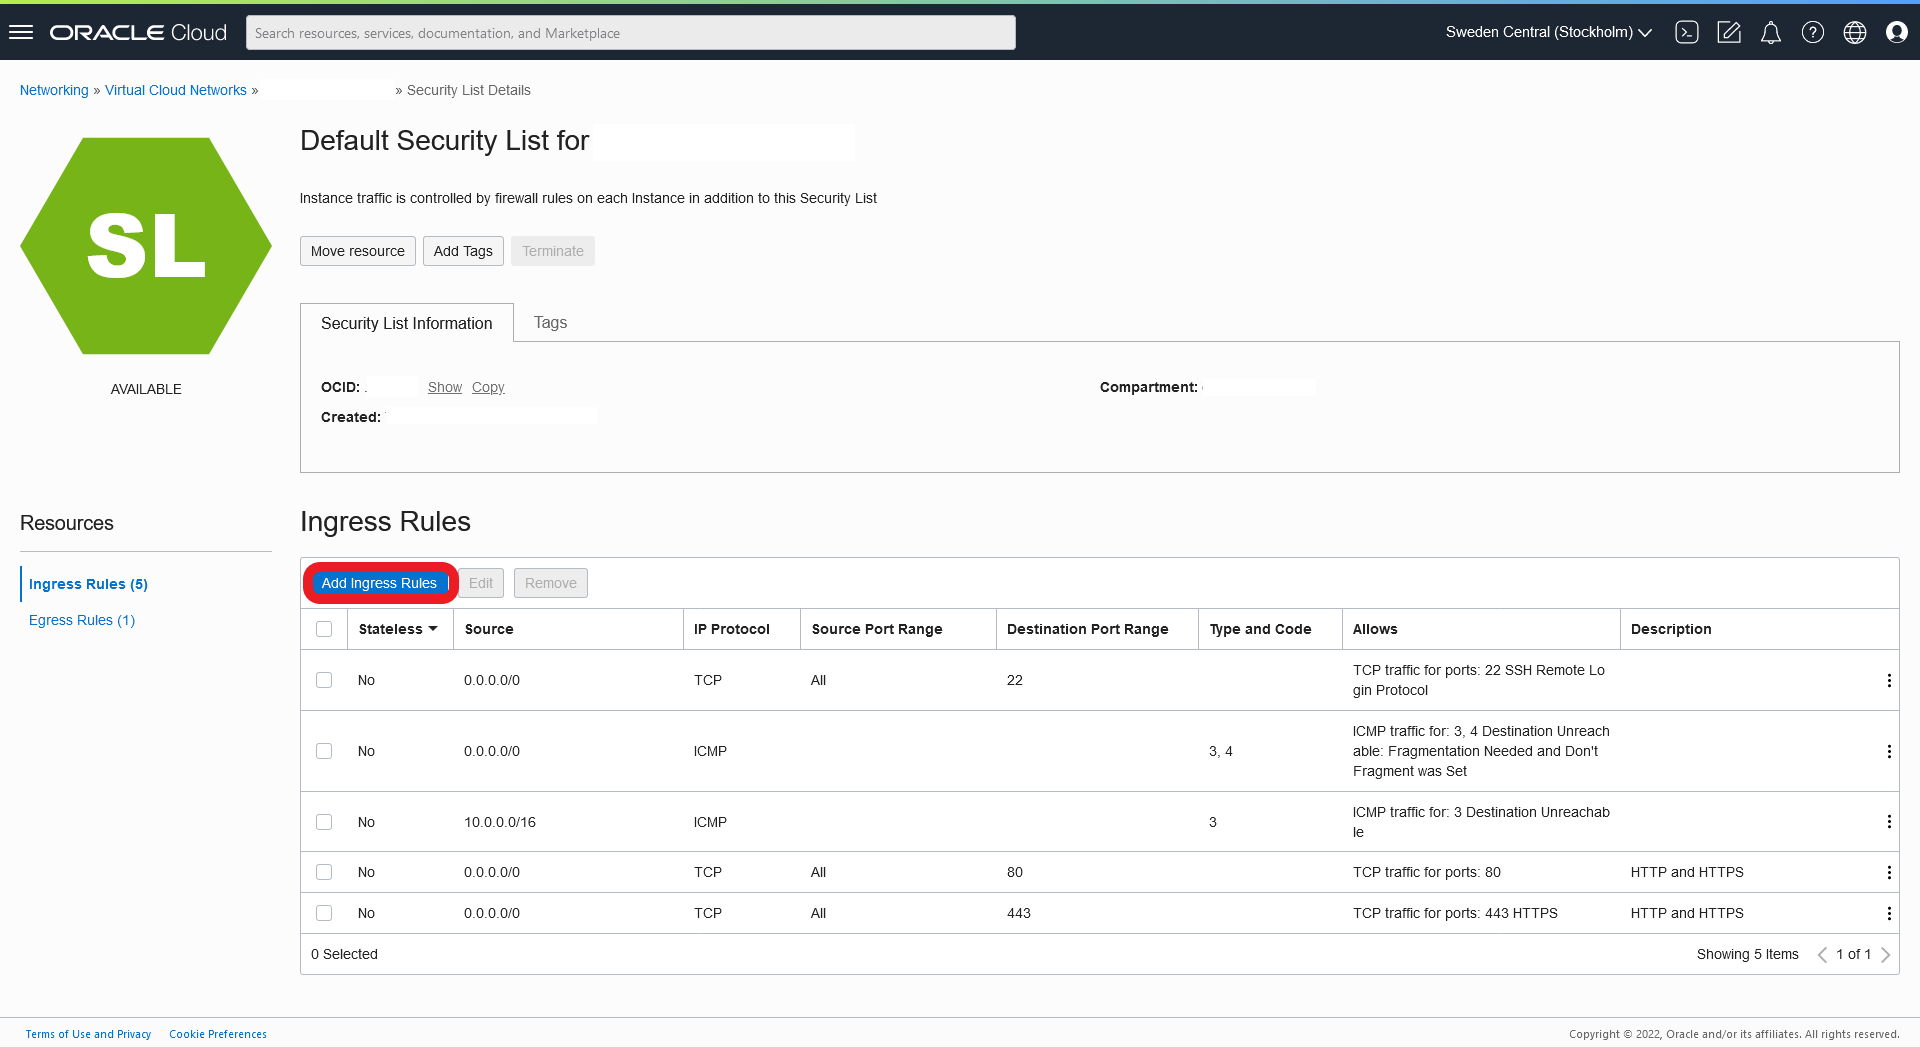 ORACLE Cloud
Search resources, services, documentation, and Marketplace
Sweden Central (Stockholm)
Networking » Virtual Cloud Networks » » Security List Details
SL
AVAILABLE
Default Security List for
Instance traffic is controlled by firewall rules on each Instance in addition to this Security List
Move resource Add Tags Terminate
Security List Information Tags
OCID: . Show Copy
Compartment:
Created:
Resources
Ingress Rules (5)
Egress Rules (1)
Ingress Rules
Add Ingress Rules Edit Remove
Stateless Source IP Protocol Source Port Range Destination Port Range Type and Code Allows Description
No 0.0.0.0/0 TCP All 22 TCP traffic for ports: 22 SSH Remote Lo
gin Protocol
No 0.0.0.0/0 ICMP 3, 4 ICMP traffic for: 3, 4 Destination Unreach
able: Fragmentation Needed and Don't
Fragment was Set
No 10.0.0.0/16 ICMP 3 ICMP traffic for: 3 Destination Unreachab
le
No 0.0.0.0/0 TCP All 80 TCP traffic for ports: 80 HTTP and HTTPS
No 0.0.0.0/0 TCP All 443 TCP traffic for ports: 443 HTTPS HTTP and HTTPS
0 Selected
Showing 5 Items 1 of 1
Terms of Use and Privacy Cookie Preferences
Copyright © 2022, Oracle and/or its affiliates. All rights reserved.